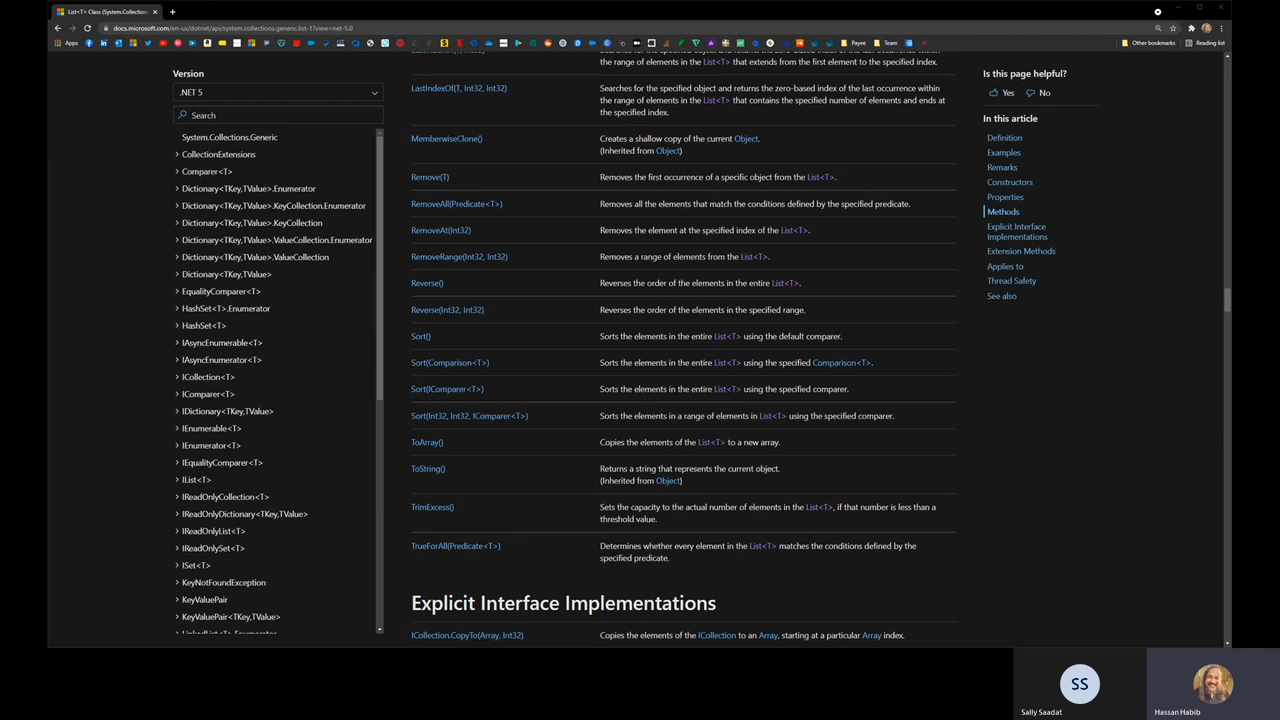 List<T> Class (System.Collection
docs.microsoft.com/en-us/dotnet/api/system.collections.generic.list-1?view=net-5.0
Apps
Payee
Team
Other bookmarks
Reading list
Version
.NET 5
Search
System.Collections.Generic
CollectionExtensions
Comparer<T>
Dictionary<TKey,TValue>.Enumerator
Dictionary<TKey,TValue>.KeyCollection.Enumerator
Dictionary<TKey,TValue>.KeyCollection
Dictionary<TKey,TValue>.ValueCollection.Enumerator
Dictionary<TKey,TValue>.ValueCollection
Dictionary<TKey,TValue>
EqualityComparer<T>
HashSet<T>.Enumerator
HashSet<T>
IAsyncEnumerable<T>
IAsyncEnumerator<T>
ICollection<T>
IComparer<T>
IDictionary<TKey,TValue>
IEnumerable<T>
IEnumerator<T>
IEqualityComparer<T>
IList<T>
IReadOnlyCollection<T>
IReadOnlyDictionary<TKey,TValue>
IReadOnlyList<T>
IReadOnlySet<T>
ISet<T>
KeyNotFoundException
KeyValuePair
KeyValuePair<TKey,TValue>
LinkedList<T>.Enumerator
the range of elements in the List<T> that extends from the first element to the specified index.
LastIndexOf(T, Int32, Int32)
Searches for the specified object and returns the zero-based index of the last occurrence within
the range of elements in the List<T> that contains the specified number of elements and ends at
the specified index.
MemberwiseClone()
Creates a shallow copy of the current Object.
(Inherited from Object)
Remove(T)
Removes the first occurrence of a specific object from the List<T>.
RemoveAll(Predicate<T>)
Removes all the elements that match the conditions defined by the specified predicate.
RemoveAt(Int32)
Removes the element at the specified index of the List<T>.
RemoveRange(Int32, Int32)
Removes a range of elements from the List<T>.
Reverse()
Reverses the order of the elements in the entire List<T>.
Reverse(Int32, Int32)
Reverses the order of the elements in the specified range.
Sort()
Sorts the elements in the entire List<T> using the default comparer.
Sort(Comparison<T>)
Sorts the elements in the entire List<T> using the specified Comparison<T>.
Sort(IComparer<T>)
Sorts the elements in the entire List<T> using the specified comparer.
Sort(Int32, Int32, IComparer<T>)
Sorts the elements in a range of elements in List<T> using the specified comparer.
ToArray()
Copies the elements of the List<T> to a new array.
ToString()
Returns a string that represents the current object.
(Inherited from Object)
TrimExcess()
Sets the capacity to the actual number of elements in the List<T>, if that number is less than a
threshold value.
TrueForAll(Predicate<T>)
Determines whether every element in the List<T> matches the conditions defined by the
specified predicate.
Explicit Interface Implementations
ICollection.CopyTo(Array, Int32)
Copies the elements of the ICollection to an Array, starting at a particular Array index.
Is this page helpful?
Yes
No
In this article
Definition
Examples
Remarks
Constructors
Properties
Methods
Explicit Interface
Implementations
Extension Methods
Applies to
Thread Safety
See also
SS
Sally Saadat
Hassan Habib